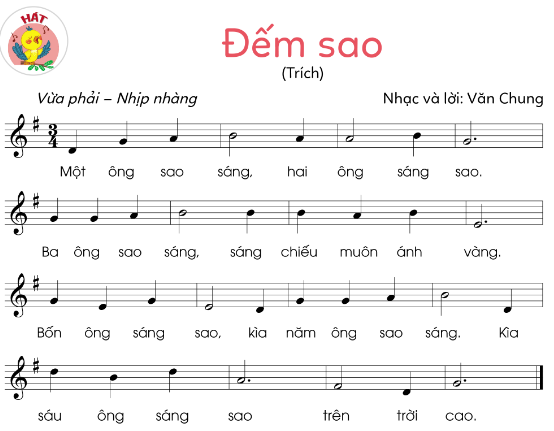 HÁT
Đếm sao
(Trích)
Vừa phải – Nhịp nhàng
Nhạc và lời: Văn Chung
3
4
Một ông sao sáng, hai ông sáng sao.
Ba ông sao sáng, sáng chiếu muôn ánh vàng.
Bốn ông sáng sao, kìa năm ông sao sáng. Kìa
sáu ông sáng sao trên trời cao.